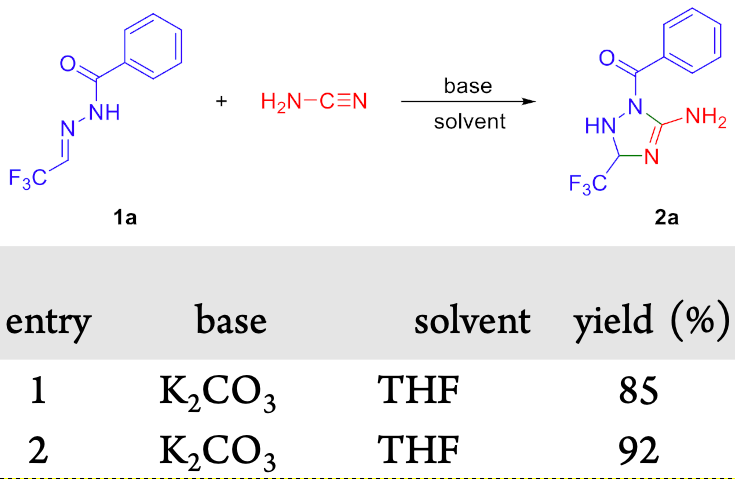 O
NH
N
F₃C
1a
+
H₂N–C≡N
base
solvent
O
N
HN
NH₂
N
F₃C
2a
entry base solvent yield (%)
1 K₂CO₃ THF 85
2 K₂CO₃ THF 92